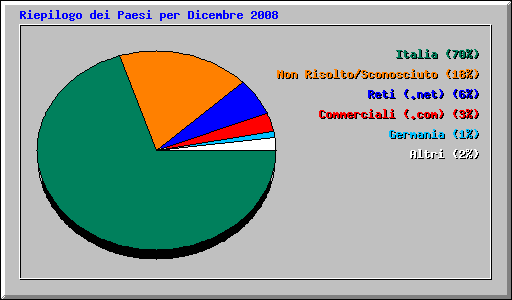 Riepilogo dei Paesi per Dicembre 2008
Italia (70%)
Non Risolto/Sconosciuto (18%)
Reti (.net) (6%)
Commerciali (.com) (3%)
Germania (1%)
Altri (2%)